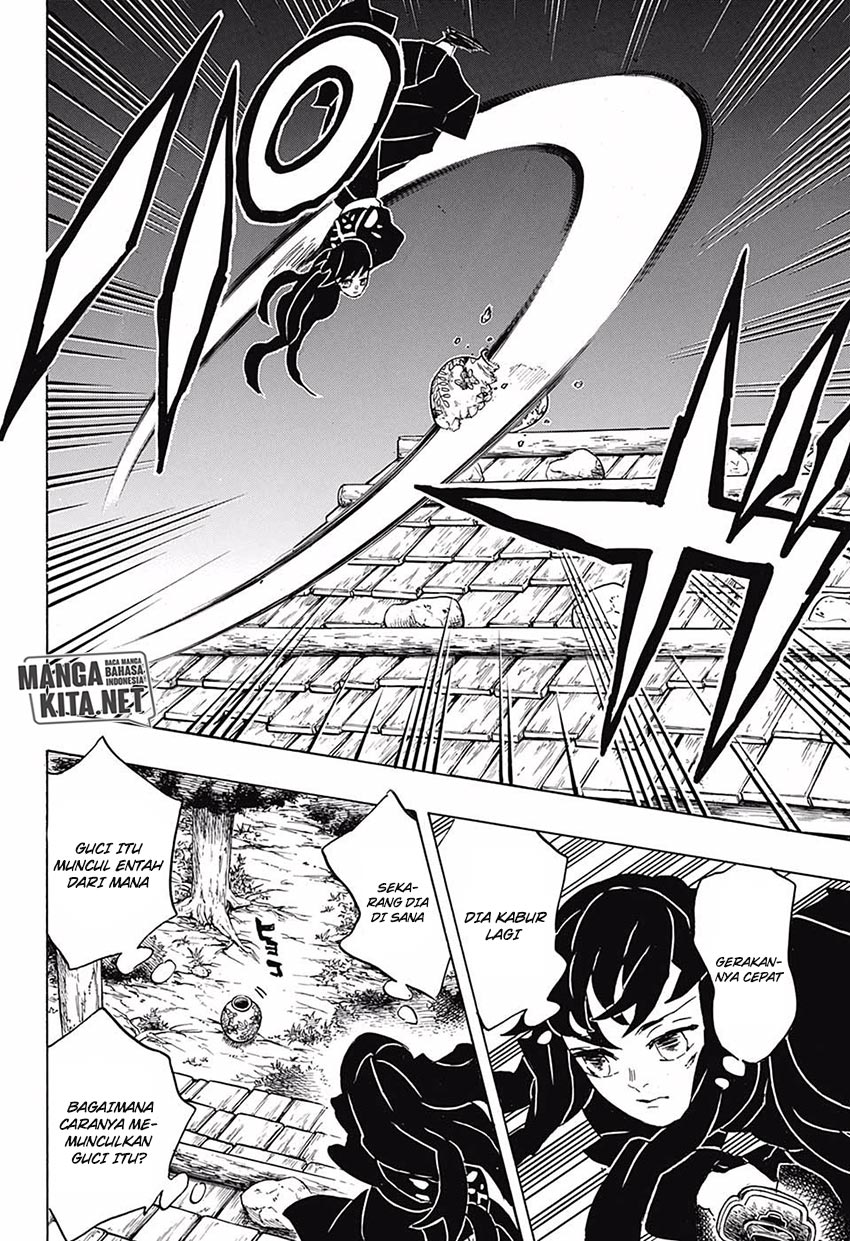 MANGA
KITA.NET
BACA MANGA
BAHASA
INDONESIA
GERAKAN-
NYA CEPAT
DIA KABUR
LAGI
SEKA-
RANG DIA
DI SANA
GUCI ITU
MUNCUL ENTAH
DARI MANA
BAGAIMANA
CARANYA ME-
MUNCULKAN
GUCI ITU?